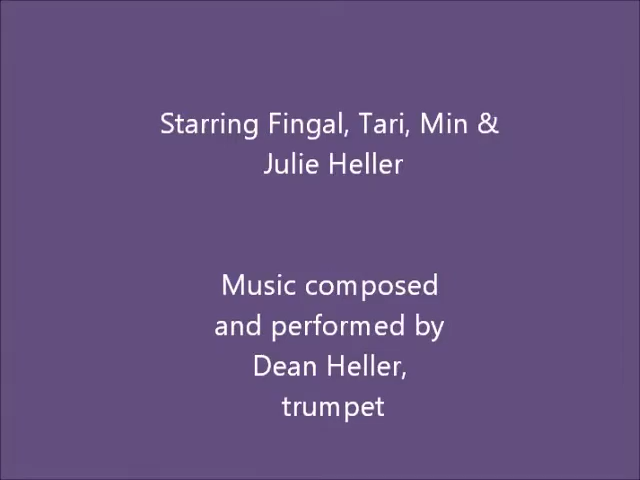 Starring Fingal, Tari, Min &
Julie Heller
Music composed
and performed by
Dean Heller,
trumpet